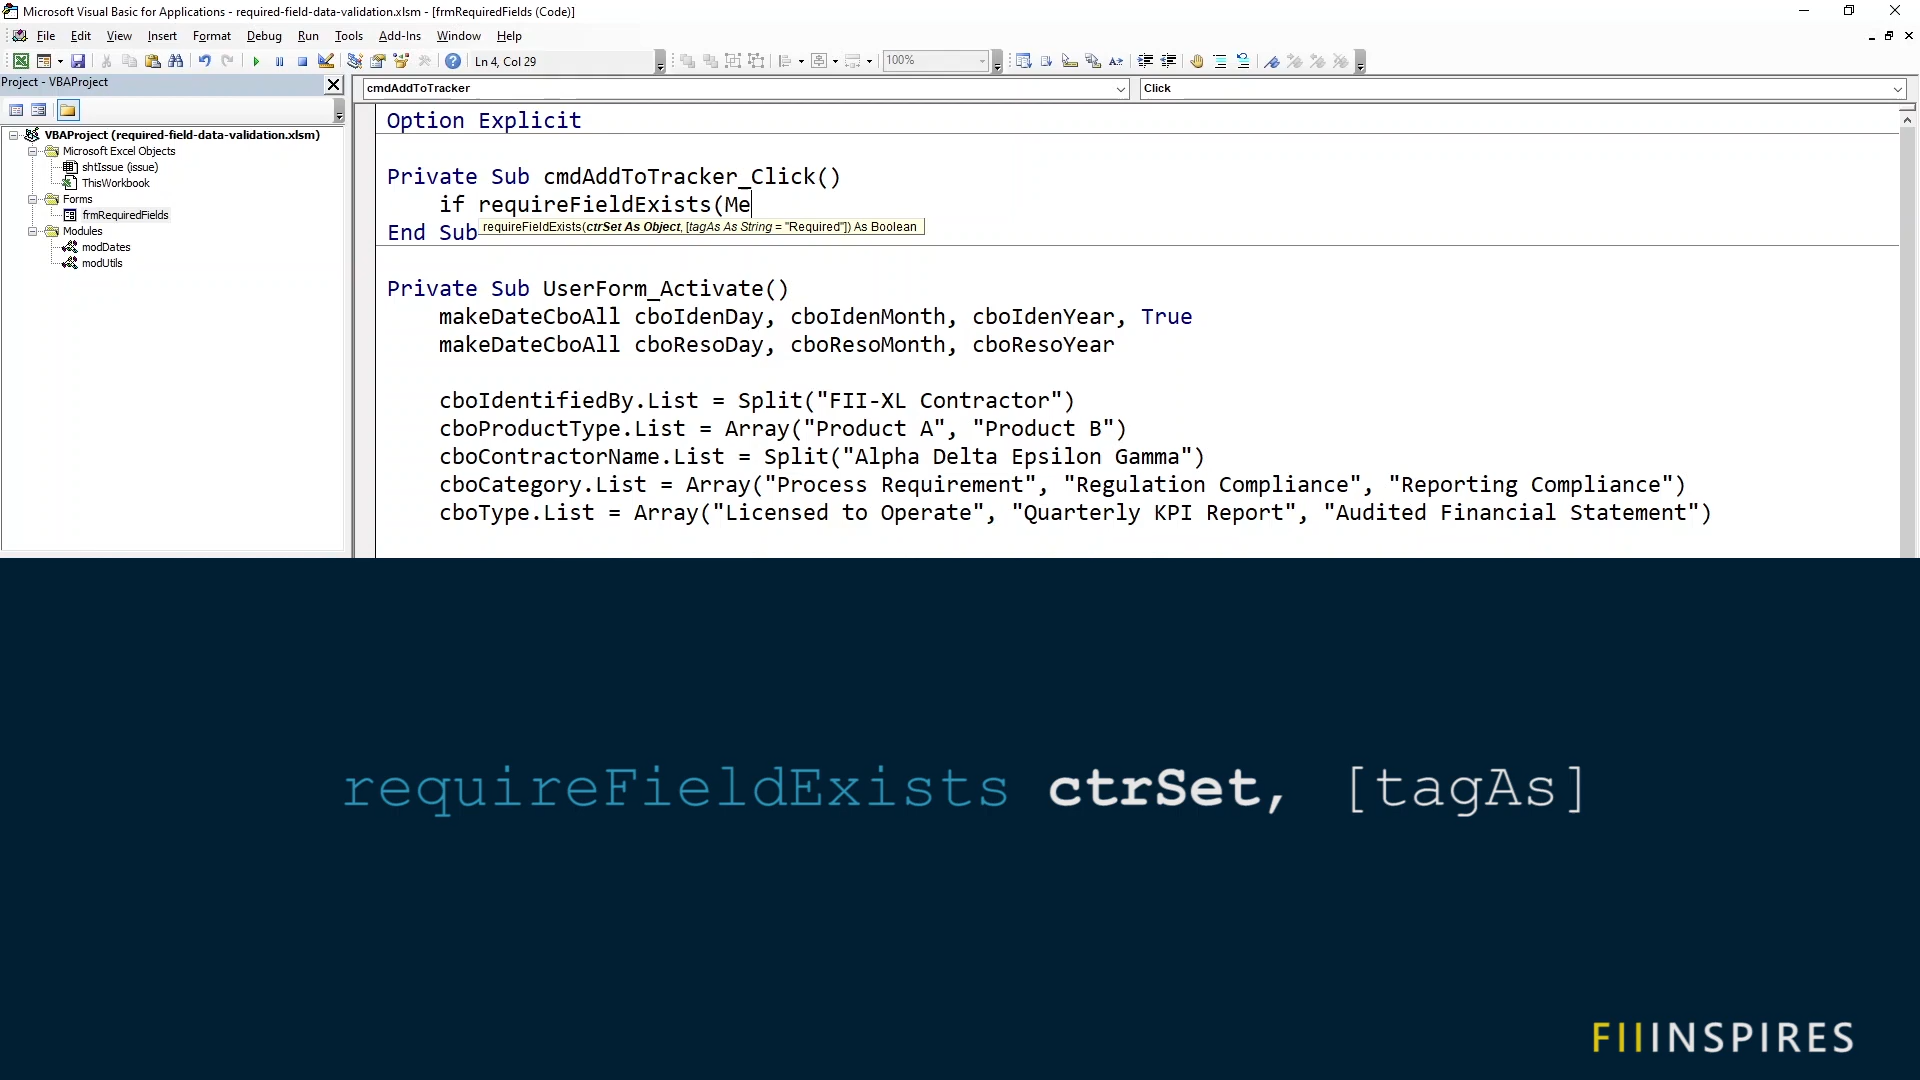 Microsoft Visual Basic for Applications - required-field-data-validation.xlsm - [frmRequiredFields (Code)]
File Edit View Insert Format Debug Run Tools Add-Ins Window Help
Ln 4, Col 29
100%
Project - VBAProject
cmdAddToTracker
Click
VBAProject (required-field-data-validation.xlsm)
Microsoft Excel Objects
shtIssue (issue)
ThisWorkbook
Forms
frmRequiredFields
Modules
modDates
modUtils
Option Explicit
Private Sub cmdAddToTracker_Click()
if requireFieldExists(Me
requireFieldExists(ctrSet As Object, [tagAs As String = "Required"]) As Boolean
End Sub
Private Sub UserForm_Activate()
makeDateCboAll cboIdenDay, cboIdenMonth, cboIdenYear, True
makeDateCboAll cboResoDay, cboResoMonth, cboResoYear
cboIdentifiedBy.List = Split("FII-XL Contractor")
cboProductType.List = Array("Product A", "Product B")
cboContractorName.List = Split("Alpha Delta Epsilon Gamma")
cboCategory.List = Array("Process Requirement", "Regulation Compliance", "Reporting Compliance")
cboType.List = Array("Licensed to Operate", "Quarterly KPI Report", "Audited Financial Statement")
requireFieldExists ctrSet, [tagAs]
FIIINSPIRES